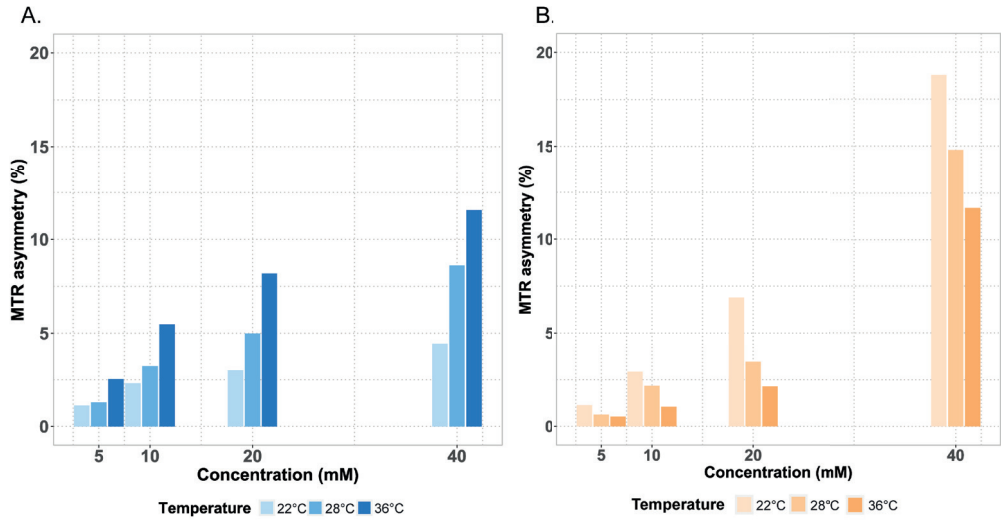 A.
MTR asymmetry (%)
20
15
10
5
0
5 10 20 40
Concentration (mM)
Temperature 22°C 28°C 36°C
B.
MTR asymmetry (%)
20
15
10
5
0
5 10 20 40
Concentration (mM)
Temperature 22°C 28°C 36°C